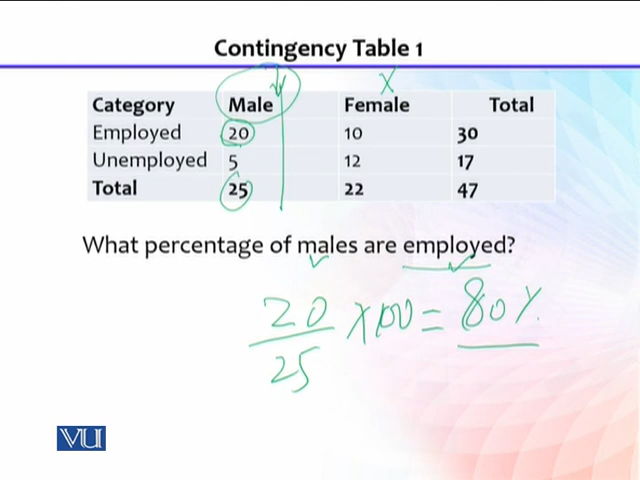 Contingency Table 1
X
Category Male Female Total
Employed 20 10 30
Unemployed 5 12 17
Total 25 22 47
What percentage of males are employed?
20/25 X100 = 80%
VU